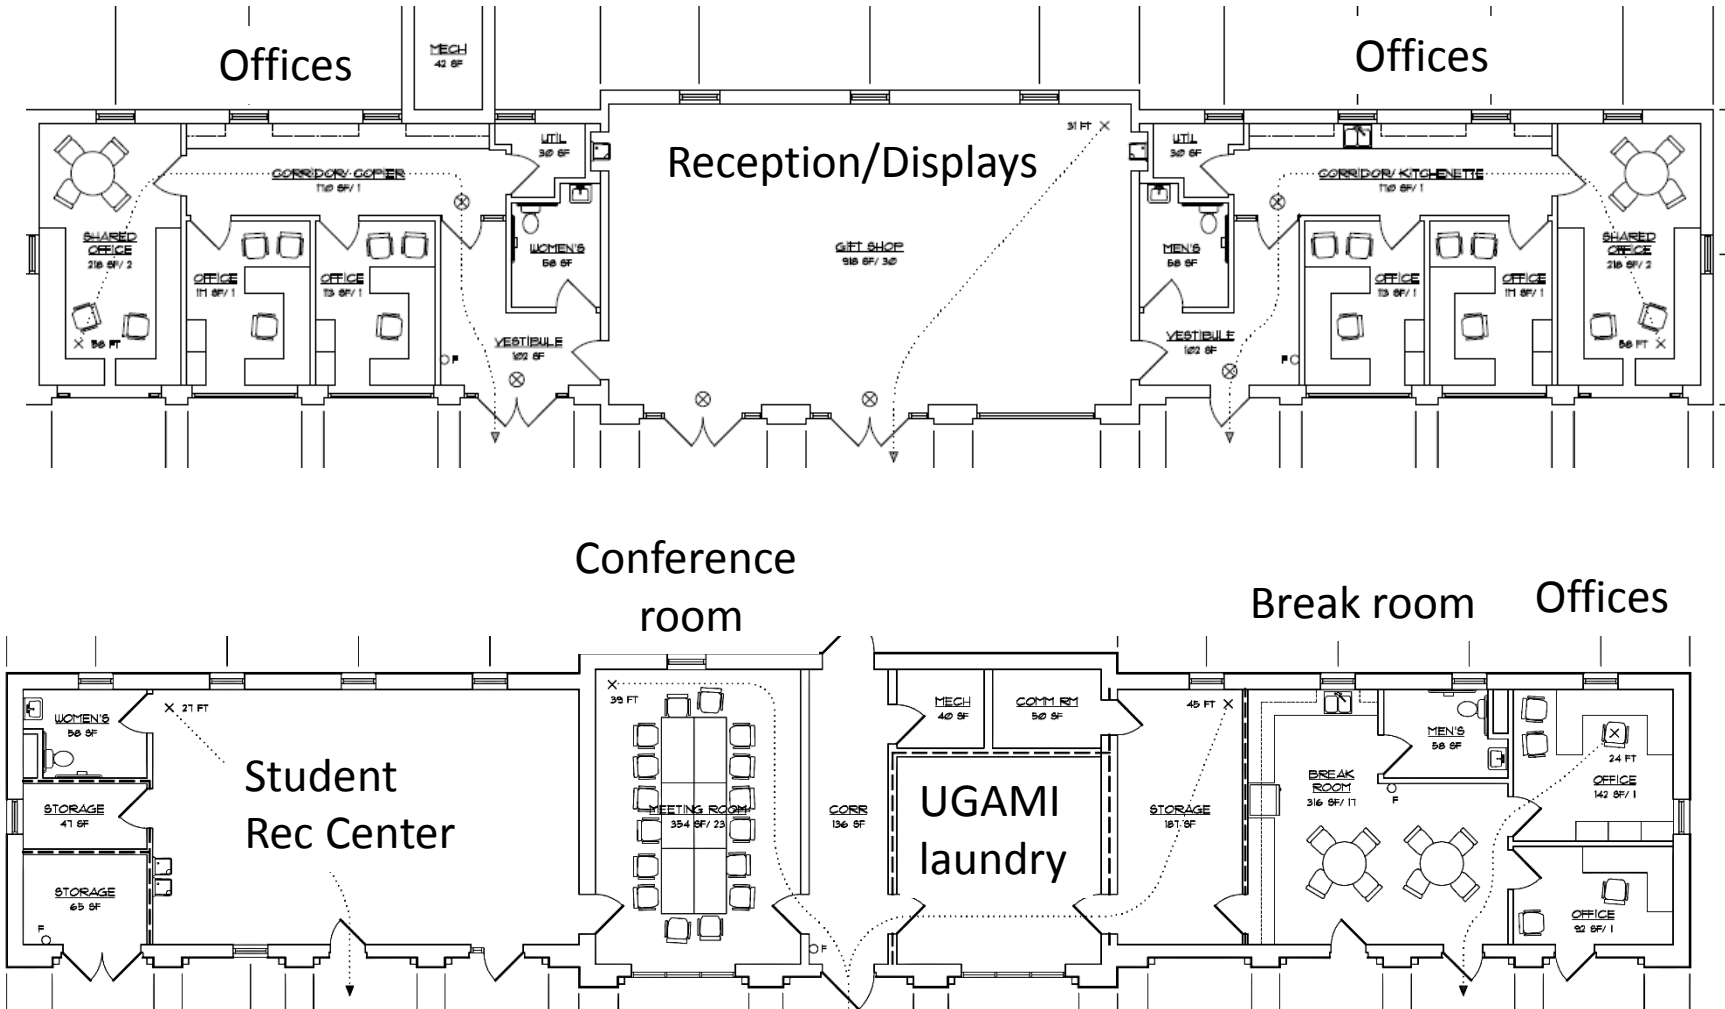 Offices
MECH
42 SF
Offices
UTIL
30 SF
31 FT
UTIL
30 SF
Reception/Displays
CORRIDOR/ COPIER
110 SF/ 1
CORRIDOR/ KITCHENETTE
110 SF/ 1
SHARED
OFFICE
218 SF/ 2
WOMEN'S
58 SF
GIFT SHOP
918 SF/ 30
MEN'S
58 SF
SHARED
OFFICE
218 SF/ 2
OFFICE
111 SF/ 1
OFFICE
113 SF/ 1
OFFICE
113 SF/ 1
OFFICE
111 SF/ 1
58 FT
F
VESTIBULE
102 SF
VESTIBULE
102 SF
F
58 FT
Conference
room
Break room
Offices
WOMEN'S
58 SF
27 FT
39 FT
MECH
40 SF
COMM RM
50 SF
45 FT
MEN'S
58 SF
24 FT
OFFICE
142 SF/ 1
Student
Rec Center
STORAGE
47 SF
MEETING ROOM
354 SF/ 23
CORR
136 SF
UGAMI
laundry
STORAGE
187 SF
BREAK
ROOM
316 SF/ 17
F
STORAGE
65 SF
F
F
OFFICE
92 SF/ 1